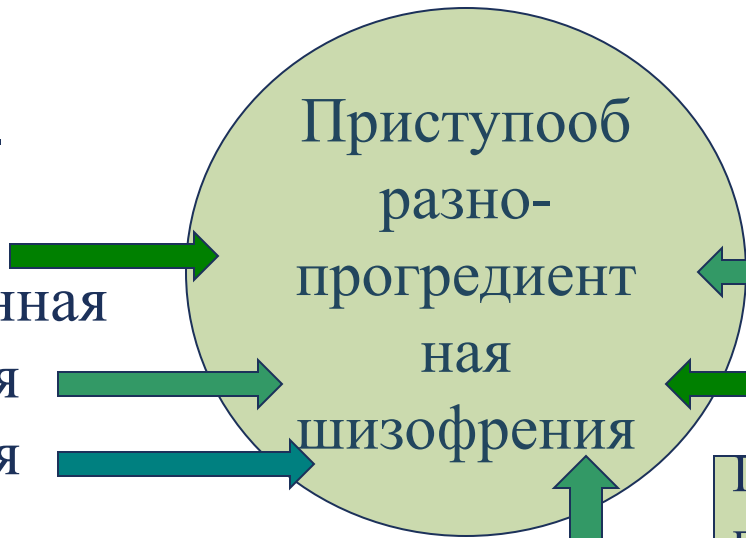 Приступооб
разно-
прогредиент
ная
шизофрения